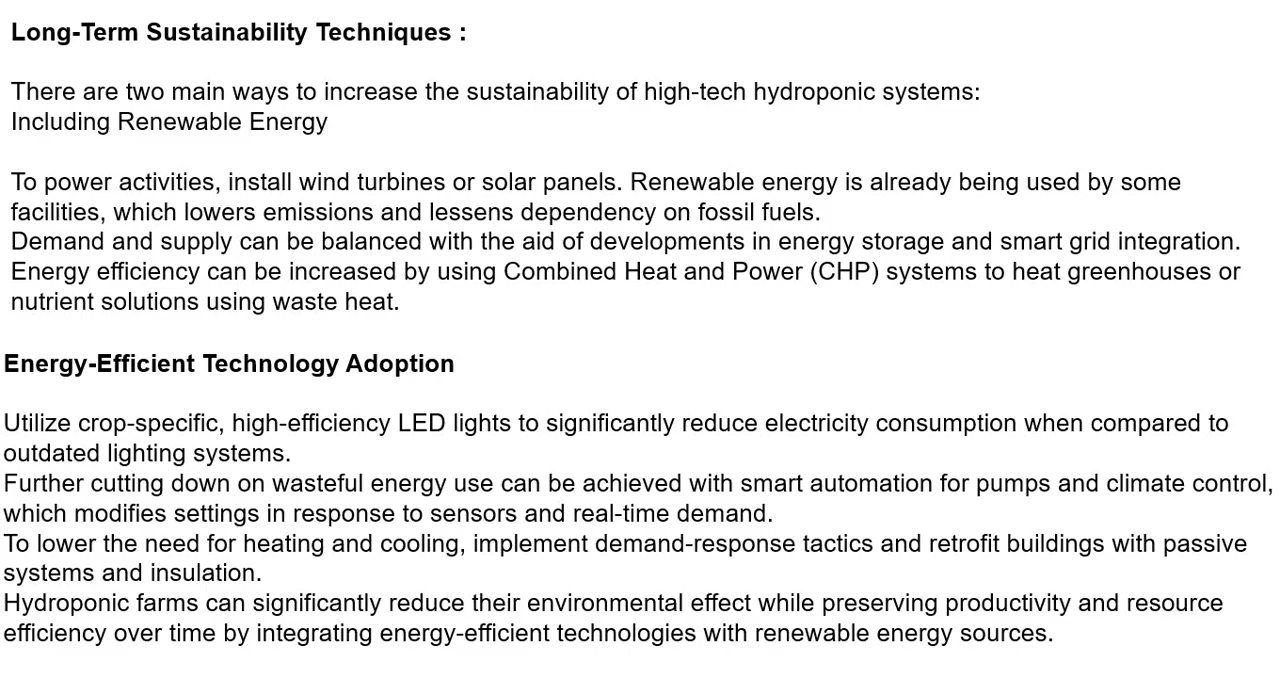 Long-Term Sustainability Techniques :
There are two main ways to increase the sustainability of high-tech hydroponic systems:
Including Renewable Energy
To power activities, install wind turbines or solar panels. Renewable energy is already being used by some
facilities, which lowers emissions and lessens dependency on fossil fuels.
Demand and supply can be balanced with the aid of developments in energy storage and smart grid integration.
Energy efficiency can be increased by using Combined Heat and Power (CHP) systems to heat greenhouses or
nutrient solutions using waste heat.
Energy-Efficient Technology Adoption
Utilize crop-specific, high-efficiency LED lights to significantly reduce electricity consumption when compared to
outdated lighting systems.
Further cutting down on wasteful energy use can be achieved with smart automation for pumps and climate control,
which modifies settings in response to sensors and real-time demand.
To lower the need for heating and cooling, implement demand-response tactics and retrofit buildings with passive
systems and insulation.
Hydroponic farms can significantly reduce their environmental effect while preserving productivity and resource
efficiency over time by integrating energy-efficient technologies with renewable energy sources.